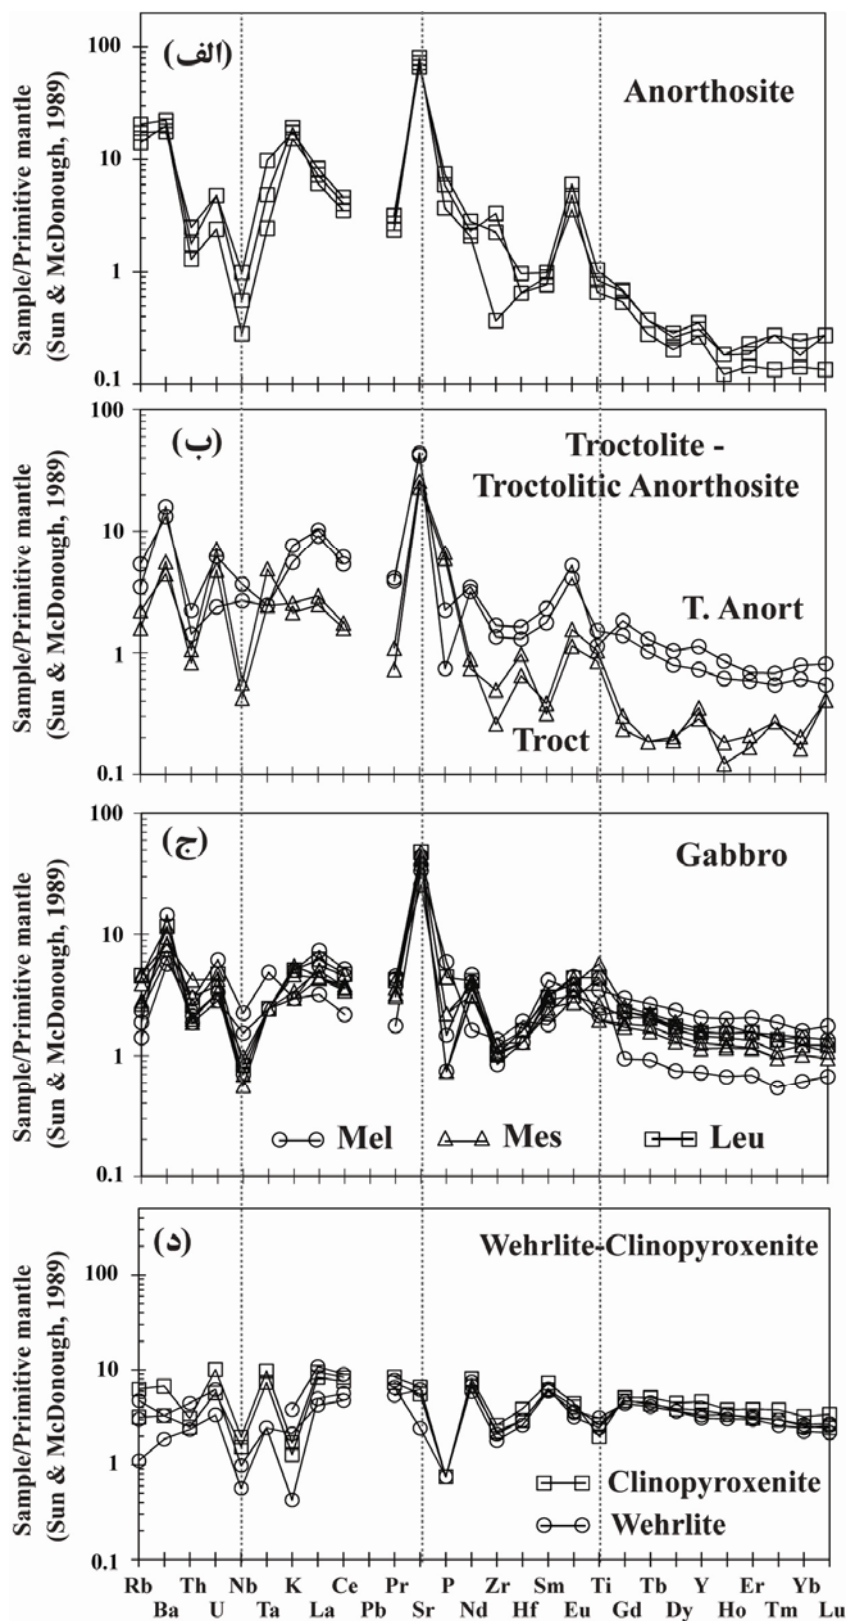 Sample/Primitive mantle
(Sun & McDonough, 1989)
100
10
1
0.1
(الف)
Anorthosite
Sample/Primitive mantle
(Sun & McDonough, 1989)
100
10
1
0.1
(ب)
Troctolite -
Troctolitic Anorthosite
T. Anort
Troct
Sample/Primitive mantle
(Sun & McDonough, 1989)
100
10
1
0.1
(ج)
Gabbro
Mel Mes Leu
Sample/Primitive mantle
(Sun & McDonough, 1989)
100
10
1
0.1
(د)
Wehrlite-Clinopyroxenite
Clinopyroxenite
Wehrlite
Rb Th Nb K Ce Pr P Zr Sm Ti Tb Y Er Yb
Ba U Ta La Pb Sr Nd Hf Eu Gd Dy Ho Tm Lu